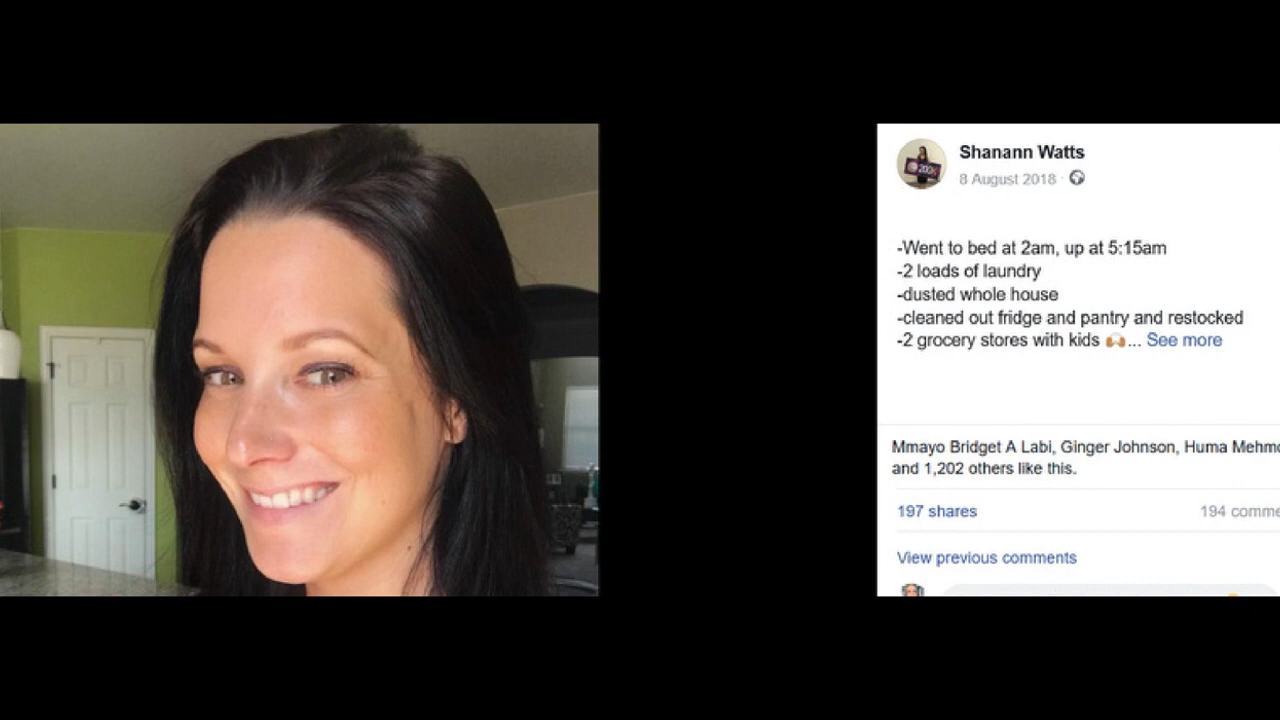 Shanann Watts
8 August 2018
-Went to bed at 2am, up at 5:15am
-2 loads of laundry
-dusted whole house
-cleaned out fridge and pantry and restocked
-2 grocery stores with kids 🙌🏼... See more
Mmayo Bridget A Labi, Ginger Johnson, Huma
and 1,202 others like this.
197 shares
194
View previous comments